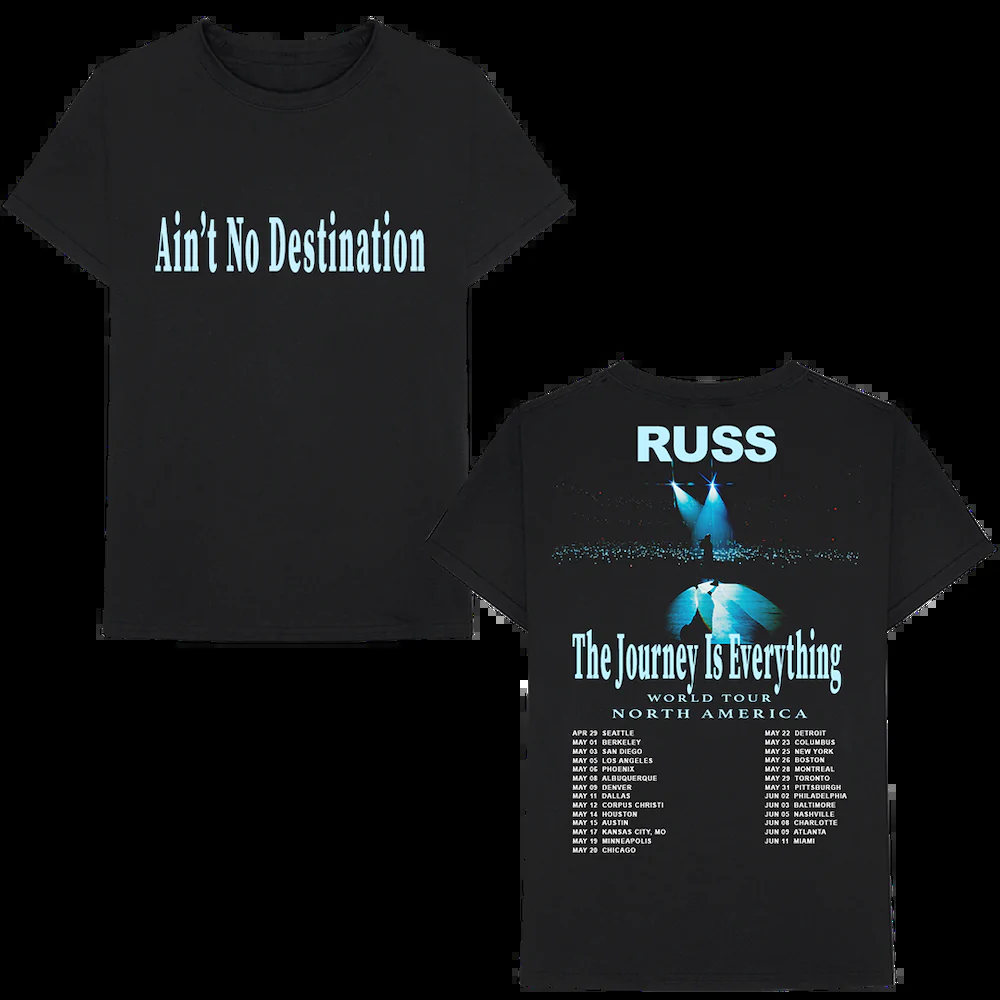 Ain't No Destination
RUSS
The Journey Is Everything
WORLD TOUR
NORTH AMERICA
APR 29 SEATTLE
MAY 01 BERKELEY
MAY 03 SAN DIEGO
MAY 05 LOS ANGELES
MAY 06 PHOENIX
MAY 08 ALBUQUERQUE
MAY 09 DENVER
MAY 11 DALLAS
MAY 12 CORPUS CHRISTI
MAY 14 HOUSTON
MAY 15 AUSTIN
MAY 17 KANSAS CITY, MO
MAY 19 MINNEAPOLIS
MAY 20 CHICAGO
MAY 22 DETROIT
MAY 23 COLUMBUS
MAY 25 NEW YORK
MAY 26 BOSTON
MAY 28 MONTREAL
MAY 29 TORONTO
MAY 31 PITTSBURGH
JUN 02 PHILADELPHIA
JUN 03 BALTIMORE
JUN 05 NASHVILLE
JUN 08 CHARLOTTE
JUN 09 ATLANTA
JUN 11 MIAMI